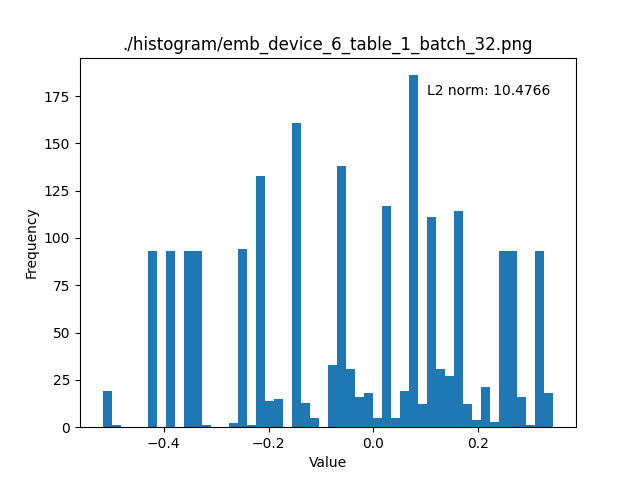 ./histogram/emb_device_6_table_1_batch_32.png
L2 norm: 10.4766
175
150
125
100
75
50
25
0
Frequency
−0.4 −0.2 0.0 0.2
Value